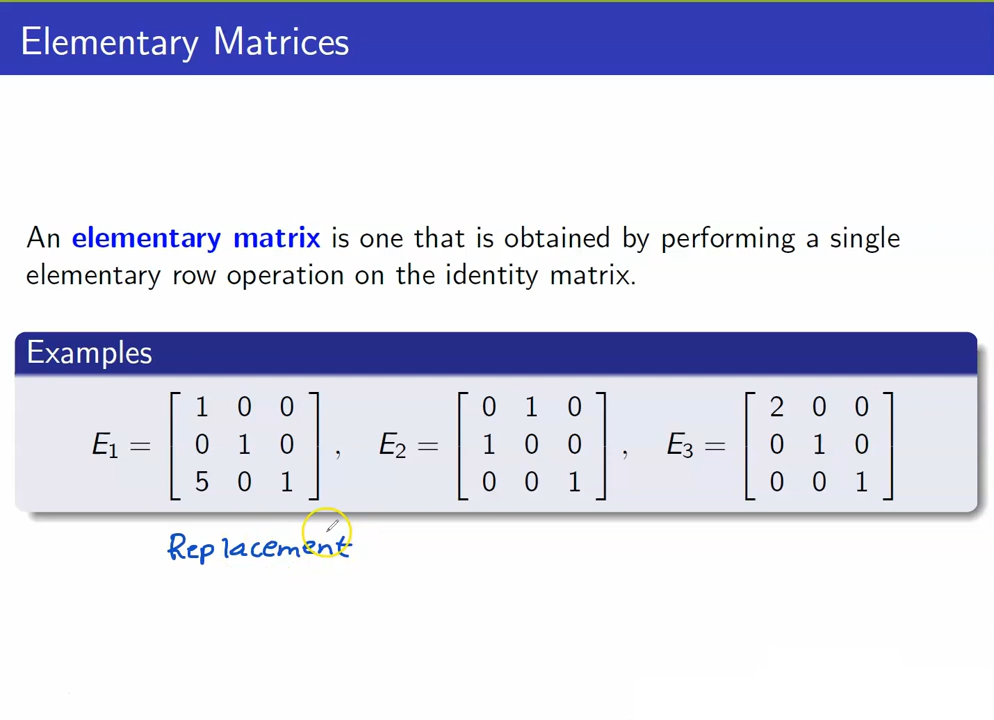 Elementary Matrices
An elementary matrix is one that is obtained by performing a single
elementary row operation on the identity matrix.
Examples
E₁ = [ 1 0 0 ; 0 1 0 ; 5 0 1 ] , E₂ = [ 0 1 0 ; 1 0 0 ; 0 0 1 ] , E₃ = [ 2 0 0 ; 0 1 0 ; 0 0 1 ]
Replacement